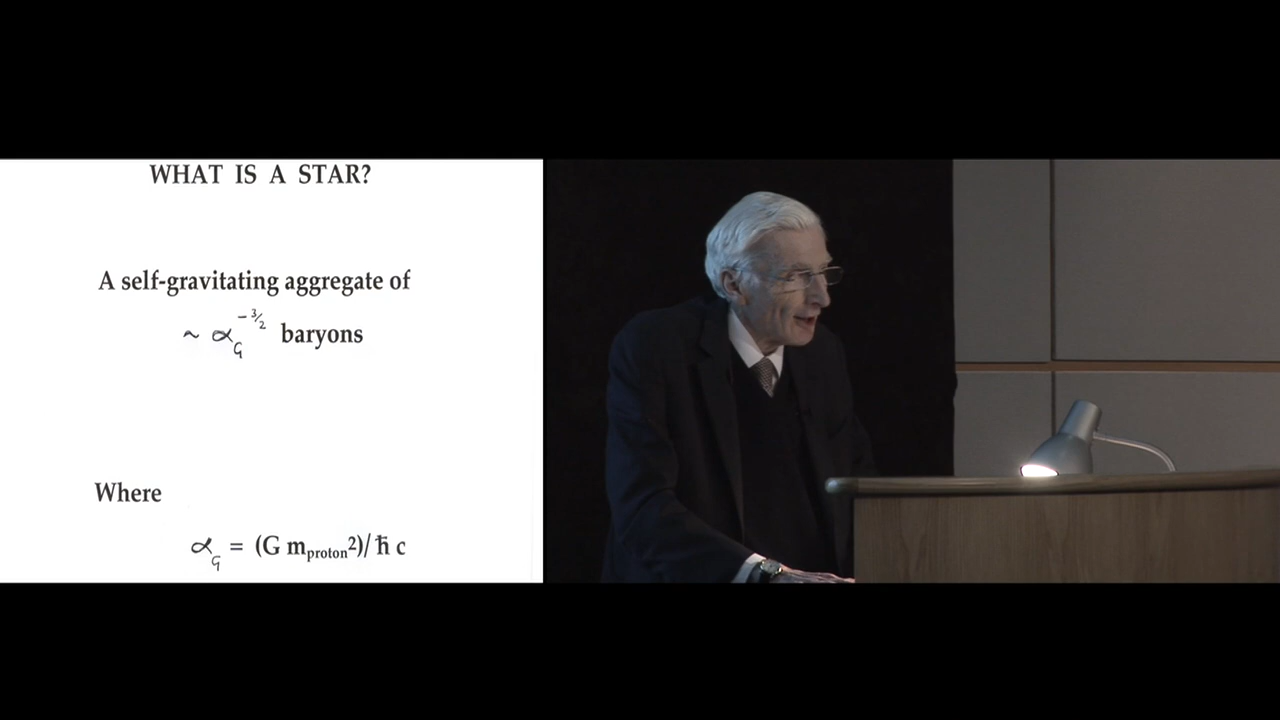 WHAT IS A STAR?
A self-gravitating aggregate of
~ α_G^{-3/2} baryons
Where
α_G = (G m_proton²)/ ħ c